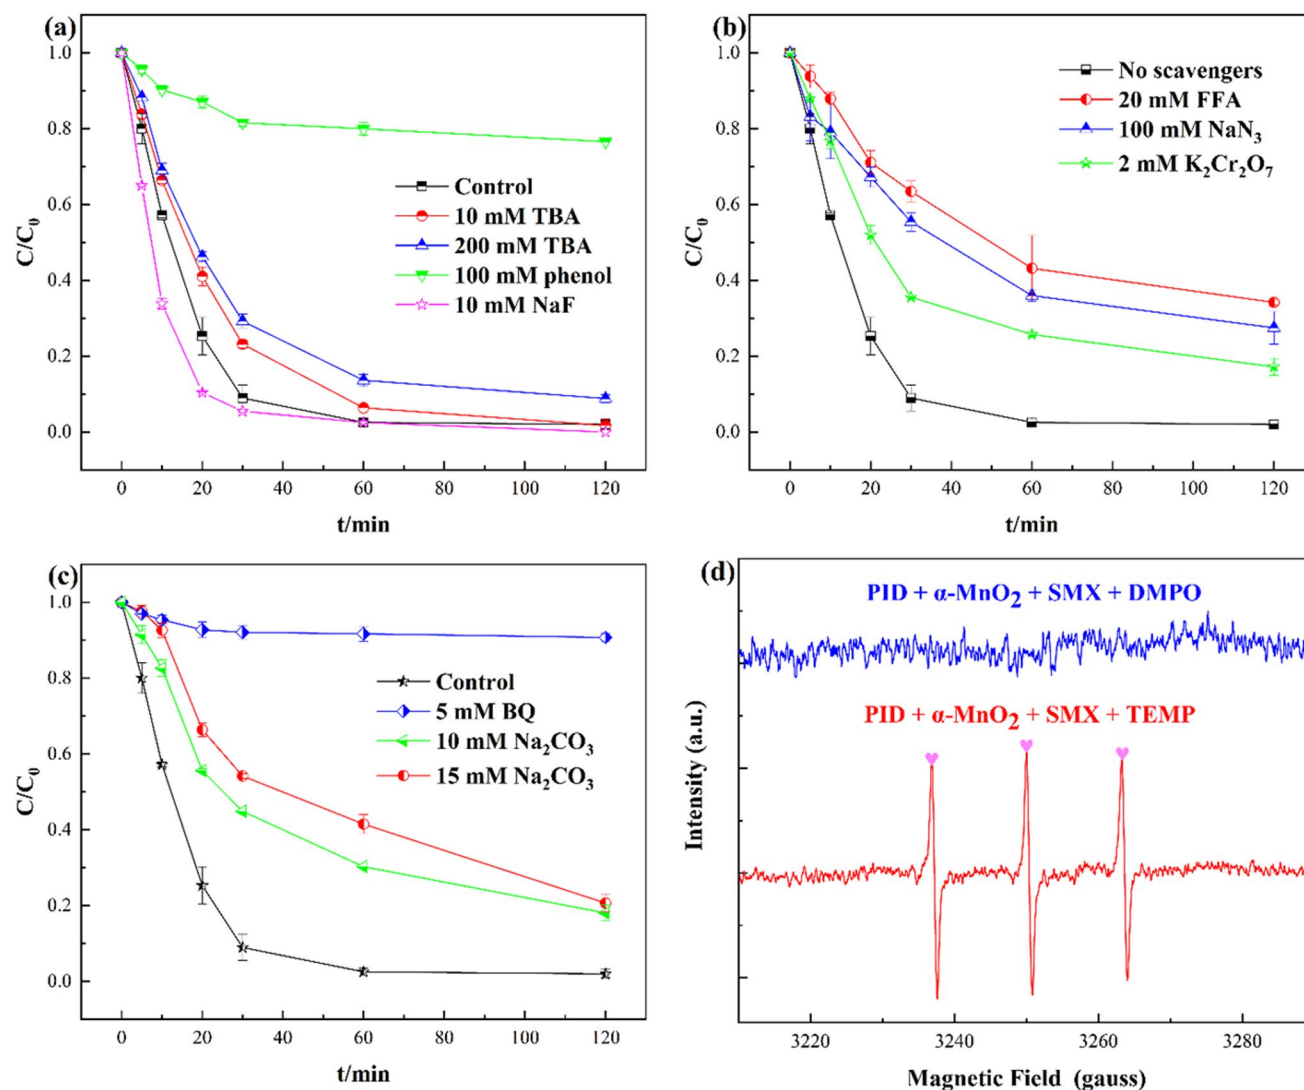 (a)
1.0
0.8
0.6
0.4
0.2
0.0
C/C₀
Control
10 mM TBA
200 mM TBA
100 mM phenol
10 mM NaF
0 20 40 60 80 100 120
t/min
(b)
1.0
0.8
0.6
0.4
0.2
0.0
C/C₀
No scavengers
20 mM FFA
100 mM NaN₃
2 mM K₂Cr₂O₇
0 20 40 60 80 100 120
t/min
(c)
1.0
0.8
0.6
0.4
0.2
0.0
C/C₀
Control
5 mM BQ
10 mM Na₂CO₃
15 mM Na₂CO₃
0 20 40 60 80 100 120
t/min
(d)
PID + α-MnO₂ + SMX + DMPO
PID + α-MnO₂ + SMX + TEMP
Intensity (a.u.)
3220 3240 3260 3280
Magnetic Field (gauss)